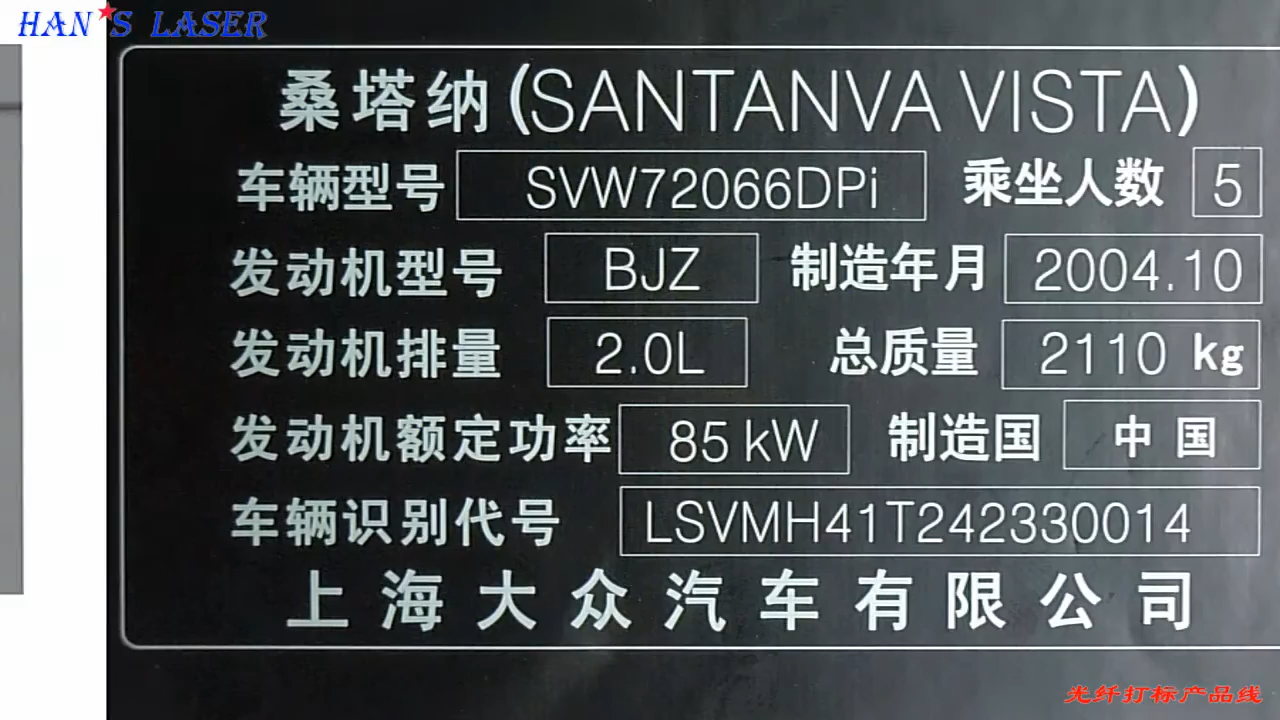 HAN'S LASER
桑塔纳(SANTANVA VISTA)
车辆型号 SVW72066DPi 乘坐人数 5
发动机型号 BJZ 制造年月 2004.10
发动机排量 2.0L 总质量 2110 kg
发动机额定功率 85 kW 制造国 中国
车辆识别代号 LSVMH41T242330014
上海大众汽车有限公司
光纤打标产品线